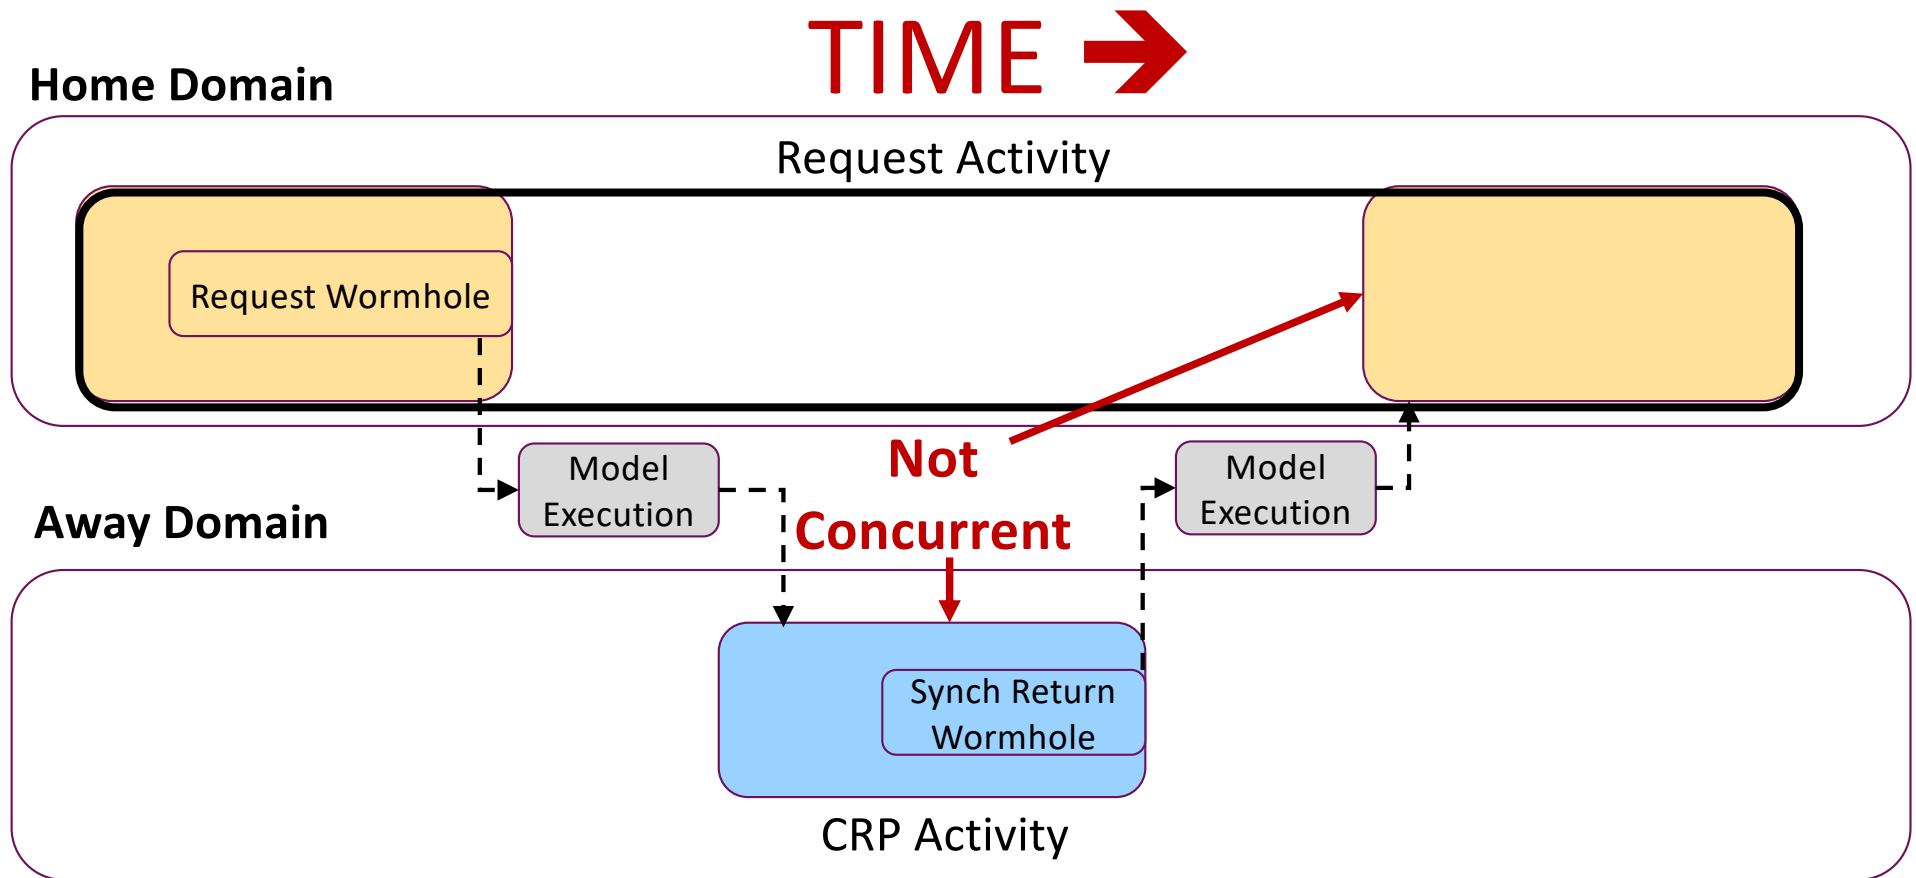 TIME
Home Domain
Request Activity
Request Wormhole
Model
Execution
Not
Concurrent
Model
Execution
Away Domain
Synch Return
Wormhole
CRP Activity